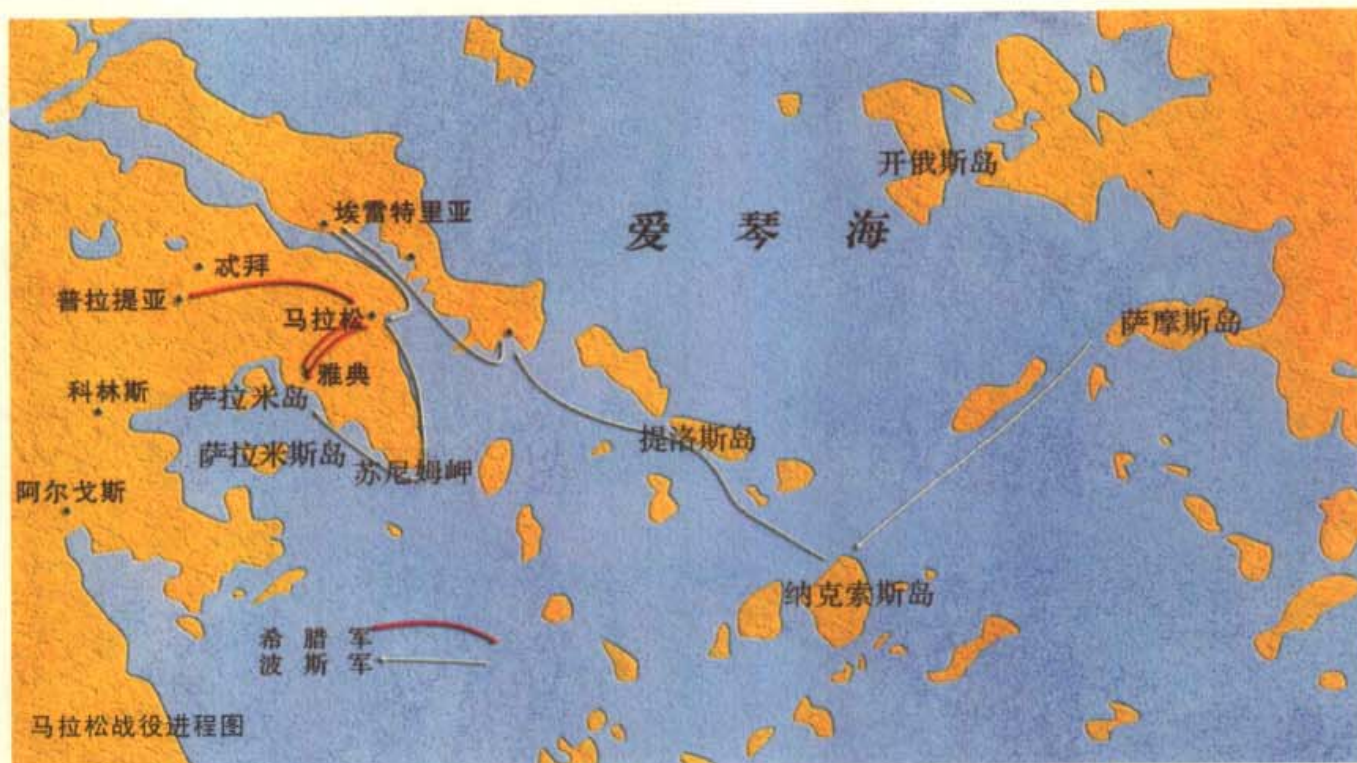 开俄斯岛
爱琴海
埃雷特里亚
忒拜
普拉提亚
马拉松
萨摩斯岛
雅典
科林斯
萨拉米岛
提洛斯岛
萨拉米斯岛
苏尼姆岬
阿尔戈斯
纳克索斯岛
希腊军
波斯军
马拉松战役进程图